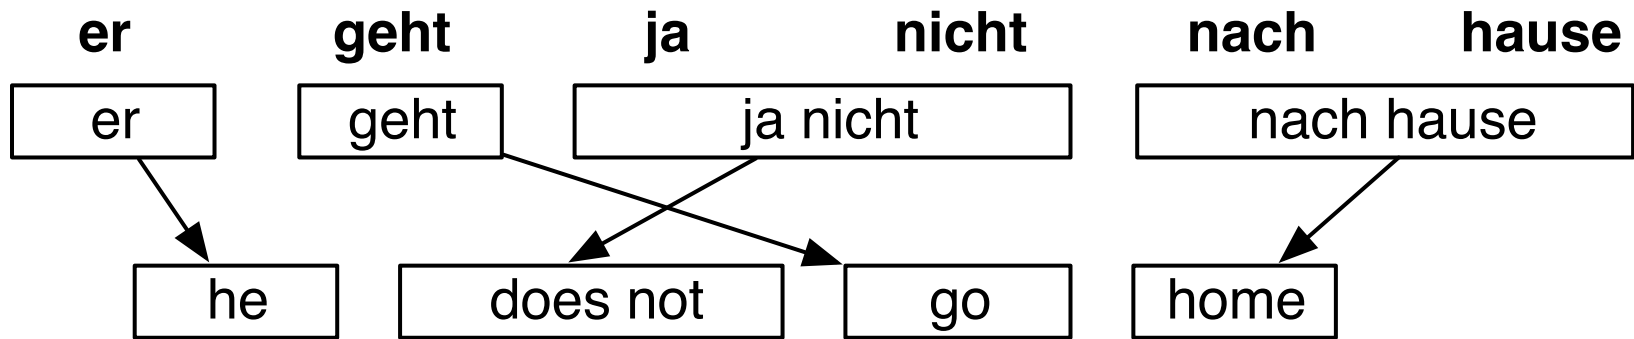 er geht ja nicht nach hause
er geht ja nicht nach hause
he does not go home